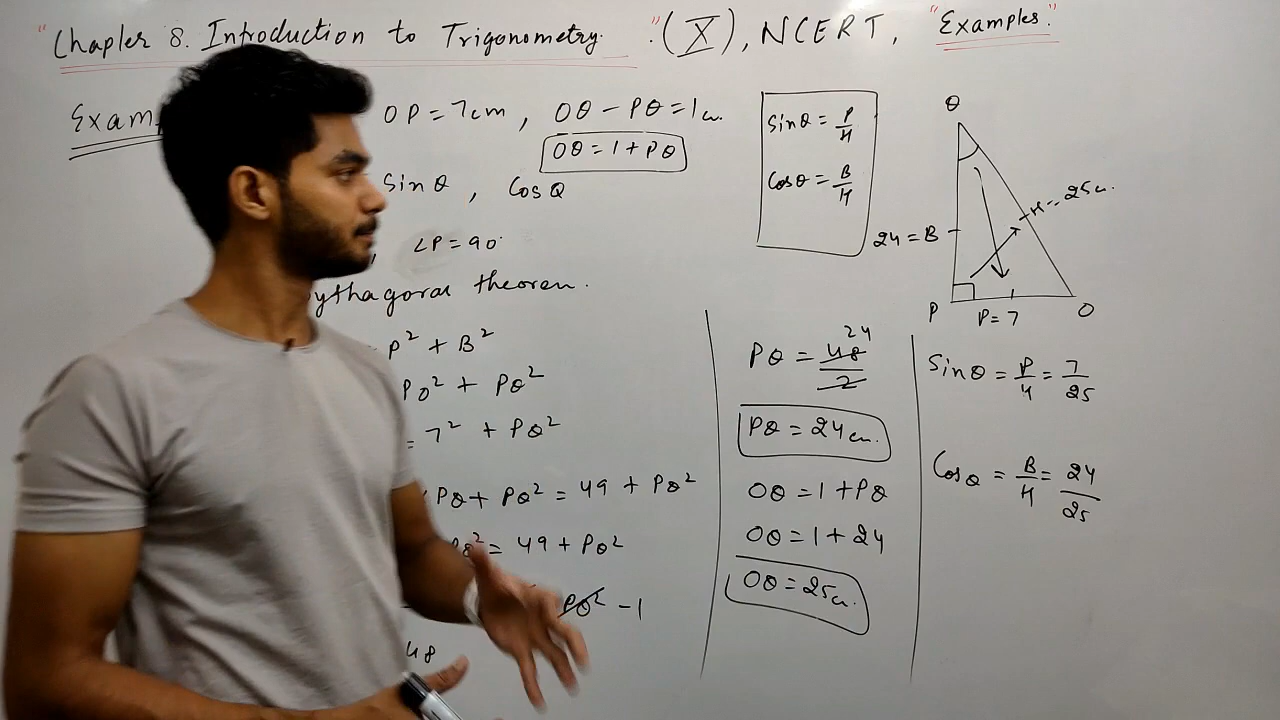 "Chapter 8. Introduction to Trigonometry." (X), NCERT, "Examples."
OP = 7cm, OQ - PQ = 1cm.
OQ = 1 + PQ
Sin Q, Cos Q
, ∠P = 90°
ythagoral theoren.
= P² + B²
PO² + PQ²
= 7² + PQ²
PQ + PQ² = 49 + PQ²
PQ² = 49 + PQ²
PQ² - 1
48
Sin θ = P/H
Cos θ = B/H
Q
H = 25cm.
24 = B
P
P = 7
O
PQ = 48/2
24
PQ = 24cm.
OQ = 1 + PQ
OQ = 1 + 24
OQ = 25cm.
Sin Q = P/H = 7/25
Cos Q = B/H = 24/25